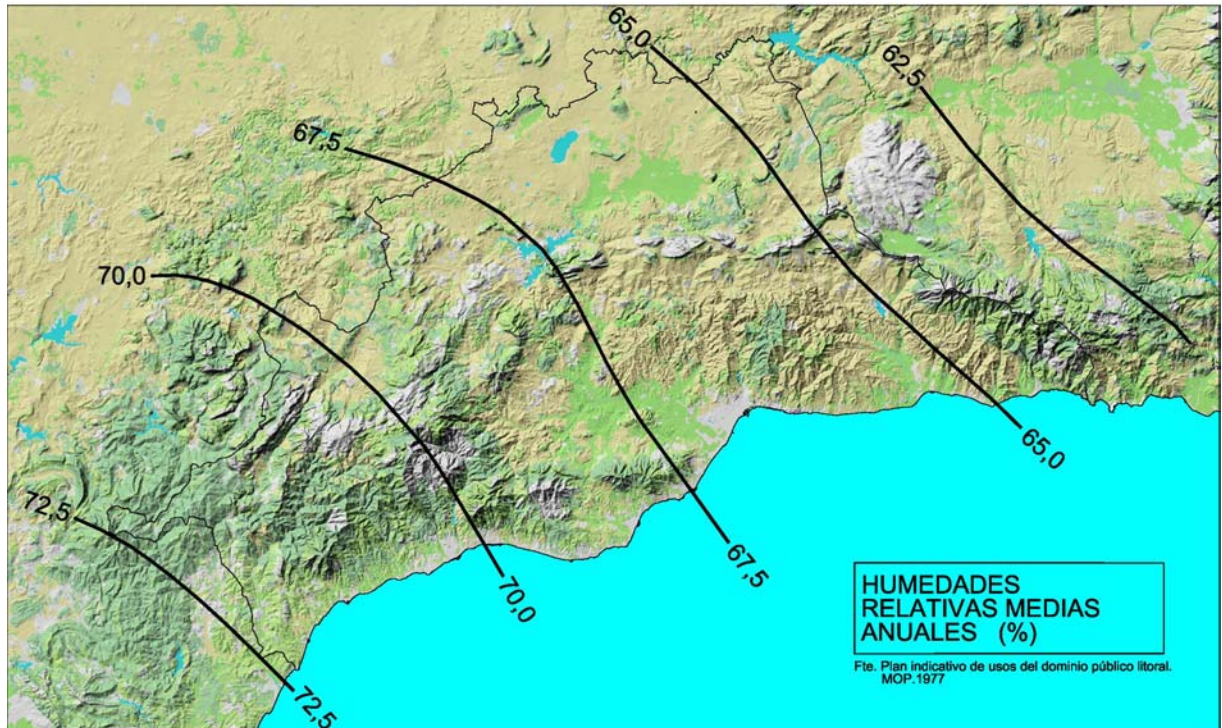 65,0
62,5
67,5
70,0
72,5
65,0
67,5
70,0
72,5
HUMEDADES
RELATIVAS MEDIAS
ANUALES (%)
Fte. Plan indicativo de usos del dominio público litoral.
MOP.1977